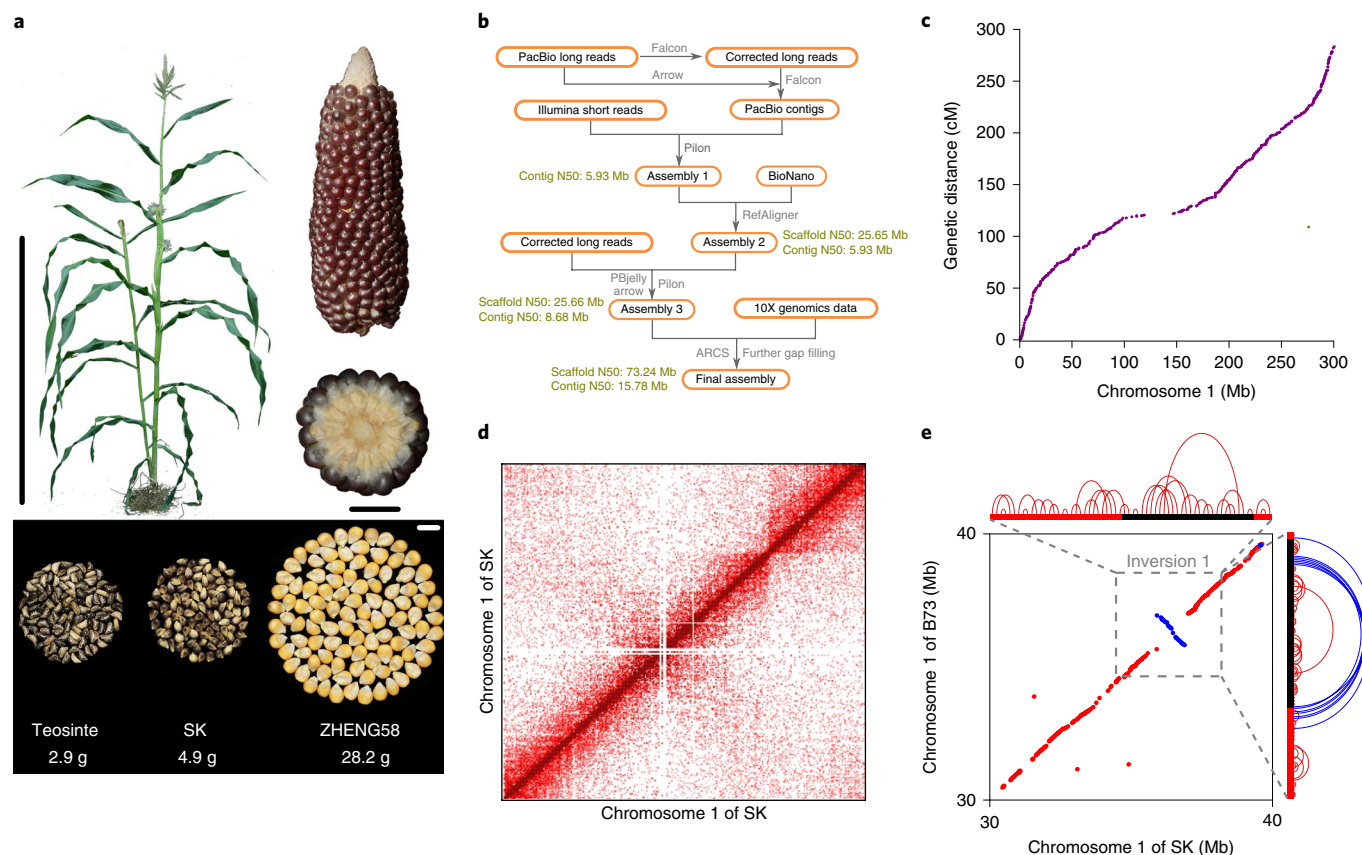 a
Teosinte
SK
ZHENG58
2.9 g
4.9 g
28.2 g
b
PacBio long reads
Falcon
Corrected long reads
Arrow
Falcon
Illumina short reads
PacBio contigs
Pilon
Contig N50: 5.93 Mb
Assembly 1
BioNano
RefAligner
Corrected long reads
Assembly 2
Scaffold N50: 25.65 Mb
Contig N50: 5.93 Mb
PBjelly
arrow
Pilon
Scaffold N50: 25.66 Mb
Contig N50: 8.68 Mb
Assembly 3
10X genomics data
ARCS
Further gap filling
Scaffold N50: 73.24 Mb
Contig N50: 15.78 Mb
Final assembly
c
Genetic distance (cM)
300
250
200
150
100
50
0
0
50
100
150
200
250
300
Chromosome 1 (Mb)
d
Chromosome 1 of SK
Chromosome 1 of SK
e
Chromosome 1 of B73 (Mb)
40
Inversion 1
30
30
40
Chromosome 1 of SK (Mb)